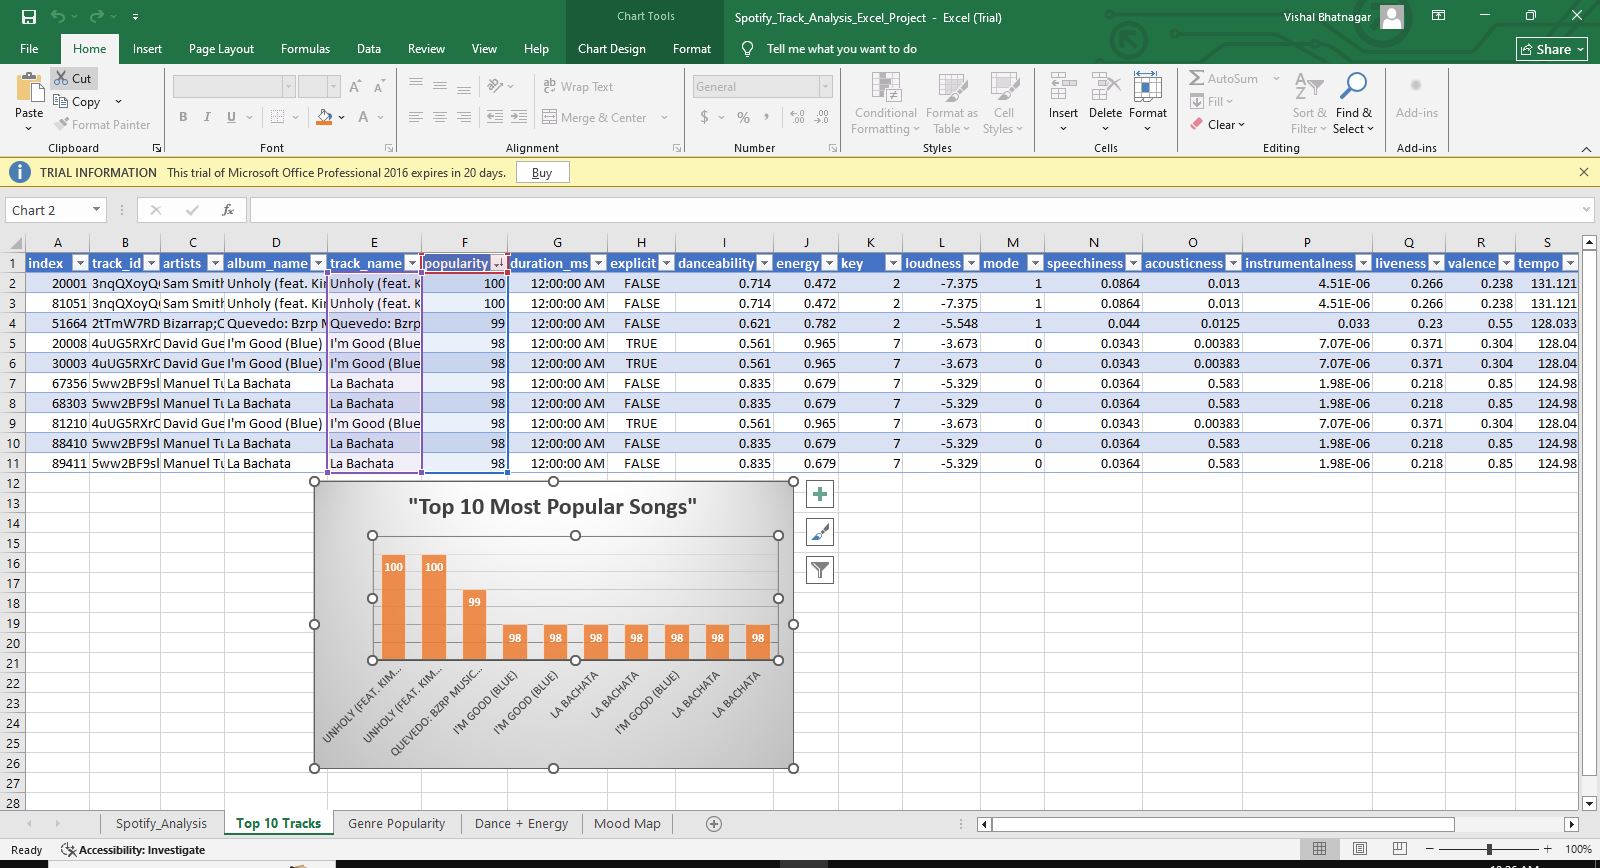 Chart Tools
Spotify_Track_Analysis_Excel_Project - Excel (Trial)
Vishal Bhatnagar
File Home Insert Page Layout Formulas Data Review View Help Chart Design Format Tell me what you want to do Share
Paste Cut Copy Format Painter
Wrap Text Merge & Center
General
$ % ,
Conditional Formatting Format as Table Cell Styles
Insert Delete Format
AutoSum Fill Clear Sort & Filter Find & Select
Add-ins
Clipboard Font Alignment Number Styles Cells Editing Add-ins
TRIAL INFORMATION This trial of Microsoft Office Professional 2016 expires in 20 days. Buy
Chart 2 fx
A B C D E F G H I J K L M N O P Q R S
1 index track_id artists album_name track_name popularity duration_ms explicit danceability energy key loudness mode speechiness acousticness instrumentalness liveness valence tempo
2 20001 3nqQXoyQ Sam Smith Unholy (feat. Kim Unholy (feat. K 100 12:00:00 AM FALSE 0.714 0.472 2 -7.375 1 0.0864 0.013 4.51E-06 0.266 0.238 131.121
3 81051 3nqQXoyQ Sam Smith Unholy (feat. Kim Unholy (feat. K 100 12:00:00 AM FALSE 0.714 0.472 2 -7.375 1 0.0864 0.013 4.51E-06 0.266 0.238 131.121
4 51664 2tTmW7RD Bizarrap;C Quevedo: Bzrp M Quevedo: Bzrp 99 12:00:00 AM FALSE 0.621 0.782 2 -5.548 1 0.044 0.0125 0.033 0.23 0.55 128.033
5 20008 4uUG5RXrC David Gue I'm Good (Blue) I'm Good (Blue 98 12:00:00 AM TRUE 0.561 0.965 7 -3.673 0 0.0343 0.00383 7.07E-06 0.371 0.304 128.04
6 30003 4uUG5RXrC David Gue I'm Good (Blue) I'm Good (Blue 98 12:00:00 AM TRUE 0.561 0.965 7 -3.673 0 0.0343 0.00383 7.07E-06 0.371 0.304 128.04
7 67356 5ww2BF9sl Manuel Tu La Bachata La Bachata 98 12:00:00 AM FALSE 0.835 0.679 7 -5.329 0 0.0364 0.583 1.98E-06 0.218 0.85 124.98
8 68303 5ww2BF9sl Manuel Tu La Bachata La Bachata 98 12:00:00 AM FALSE 0.835 0.679 7 -5.329 0 0.0364 0.583 1.98E-06 0.218 0.85 124.98
9 81210 4uUG5RXrC David Gue I'm Good (Blue) I'm Good (Blue 98 12:00:00 AM TRUE 0.561 0.965 7 -3.673 0 0.0343 0.00383 7.07E-06 0.371 0.304 128.04
10 88410 5ww2BF9sl Manuel Tu La Bachata La Bachata 98 12:00:00 AM FALSE 0.835 0.679 7 -5.329 0 0.0364 0.583 1.98E-06 0.218 0.85 124.98
11 89411 5ww2BF9sl Manuel Tu La Bachata La Bachata 98 12:00:00 AM FALSE 0.835 0.679 7 -5.329 0 0.0364 0.583 1.98E-06 0.218 0.85 124.98
12
13
14
15
16
17
18
19
20
21
22
23
24
25
26
27
28
"Top 10 Most Popular Songs"
100 100 99 98 98 98 98 98 98 98
UNHOLY (FEAT. KIM...
UNHOLY (FEAT. KIM...
QUEVEDO: BZRP MUSIC...
I'M GOOD (BLUE)
I'M GOOD (BLUE)
LA BACHATA
LA BACHATA
I'M GOOD (BLUE)
LA BACHATA
LA BACHATA
Spotify_Analysis Top 10 Tracks Genre Popularity Dance + Energy Mood Map
Ready Accessibility: Investigate 100%